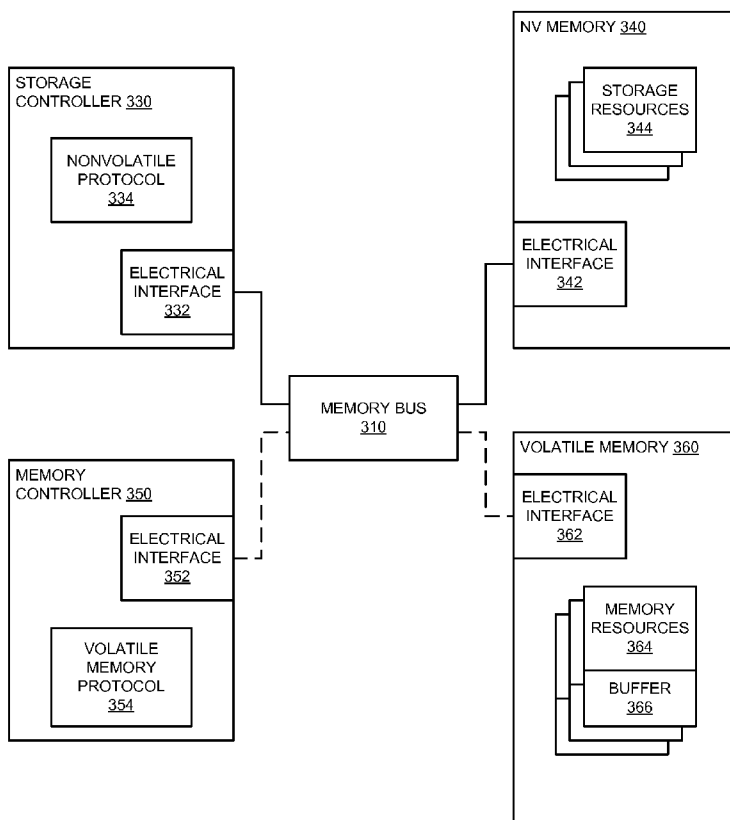 STORAGE
CONTROLLER 330
NONVOLATILE
PROTOCOL
334
ELECTRICAL
INTERFACE
332
NV MEMORY 340
STORAGE
RESOURCES
344
ELECTRICAL
INTERFACE
342
MEMORY BUS
310
MEMORY
CONTROLLER 350
ELECTRICAL
INTERFACE
352
VOLATILE
MEMORY
PROTOCOL
354
VOLATILE MEMORY 360
ELECTRICAL
INTERFACE
362
MEMORY
RESOURCES
364
BUFFER
366